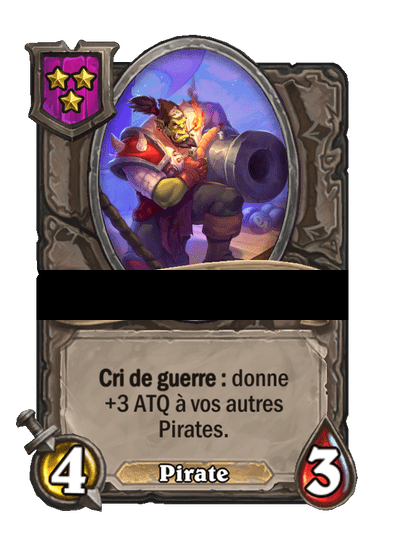 Cri de guerre : donne
+3 ATQ à vos autres
Pirates.
4
Pirate
3